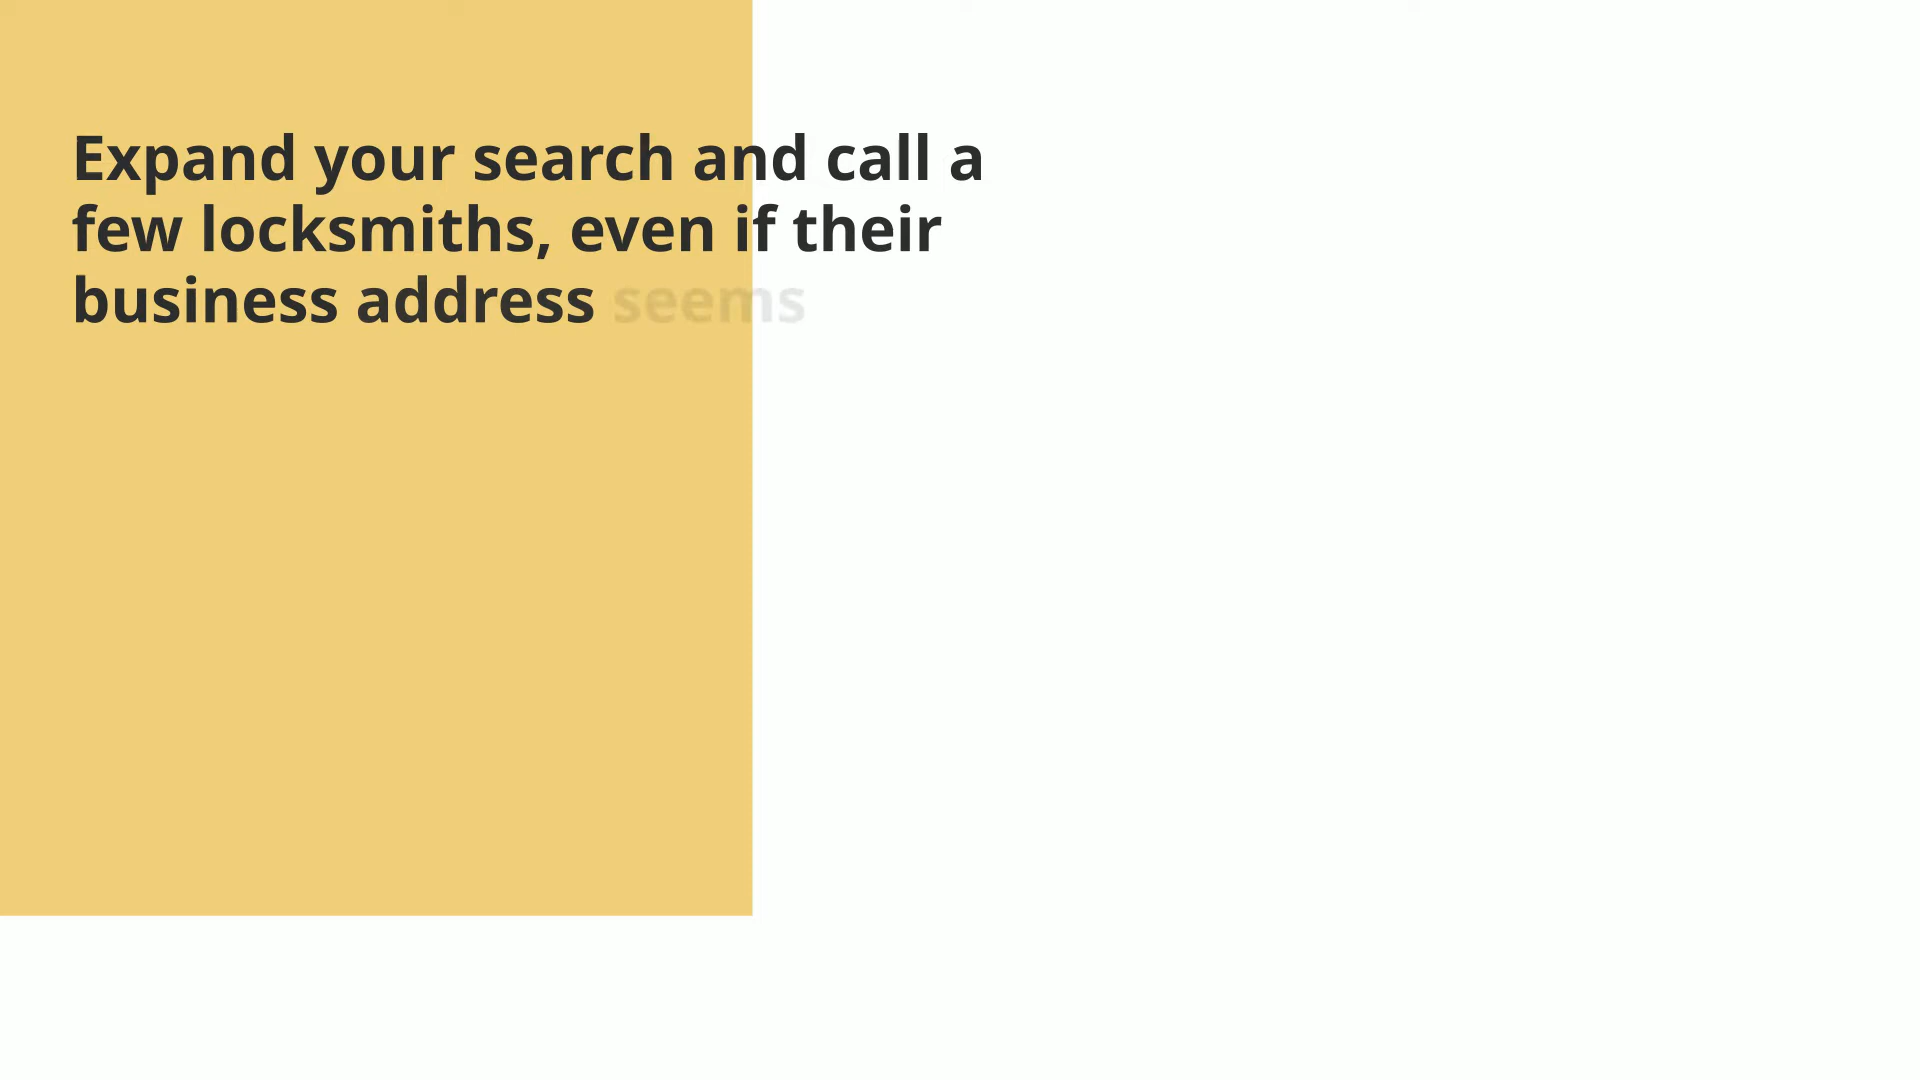 Expand your search and call a
few locksmiths, even if their
business address seems